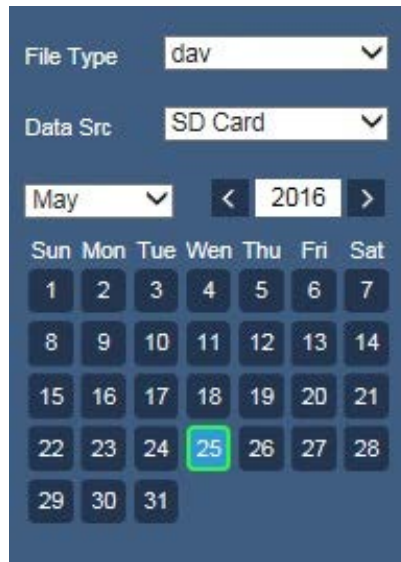 File Type dav
Data Src SD Card
May < 2016 >
Sun Mon Tue Wen Thu Fri Sat
1 2 3 4 5 6 7
8 9 10 11 12 13 14
15 16 17 18 19 20 21
22 23 24 25 26 27 28
29 30 31